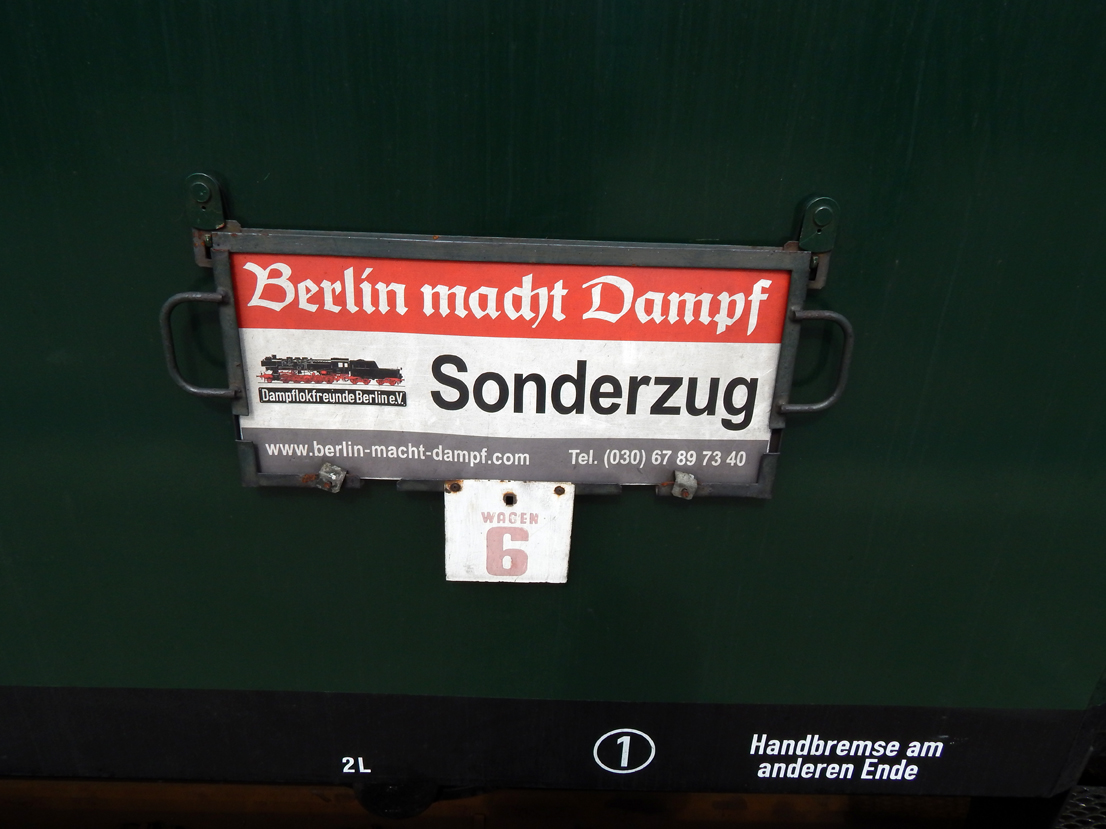 Berlin macht Dampf
Sonderzug
Dampflokfreunde Berlin e.V.
www.berlin-macht-dampf.com
Tel. (030) 67 89 73 40
WAGEN
6
2L
1
Handbremse am
anderen Ende